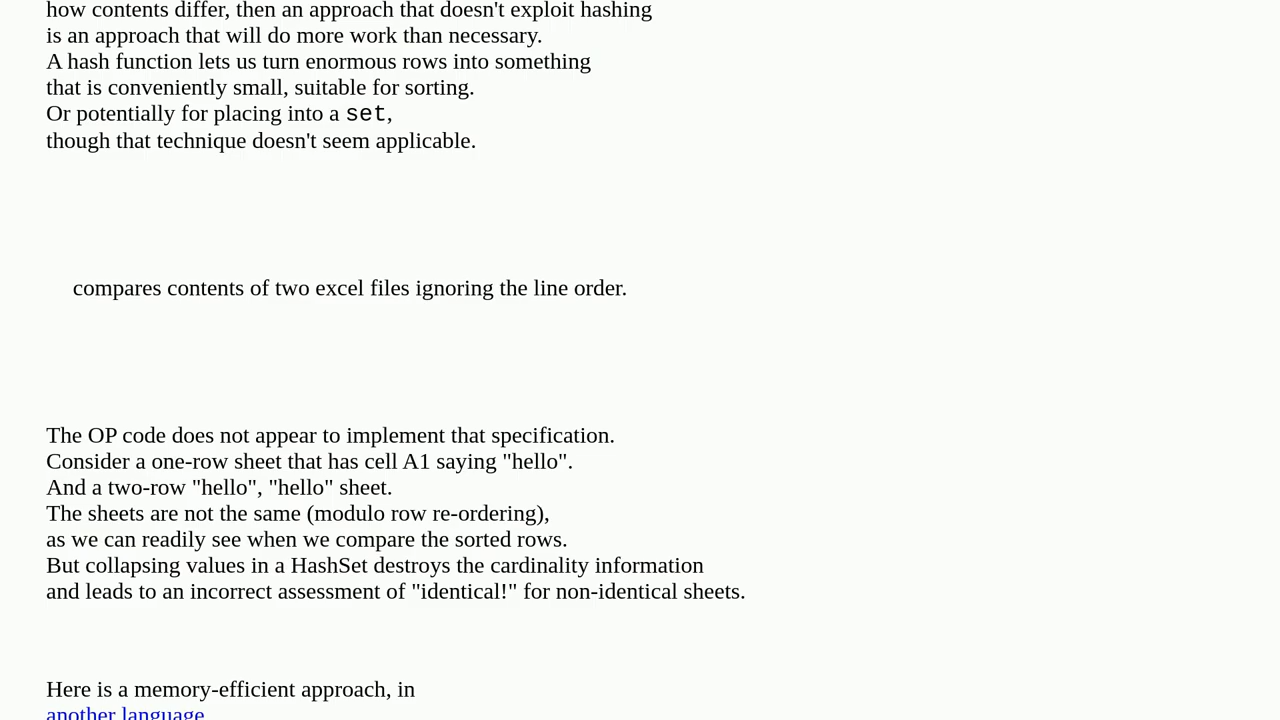 how contents differ, then an approach that doesn't exploit hashing
is an approach that will do more work than necessary.
A hash function lets us turn enormous rows into something
that is conveniently small, suitable for sorting.
Or potentially for placing into a set,
though that technique doesn't seem applicable.
compares contents of two excel files ignoring the line order.
The OP code does not appear to implement that specification.
Consider a one-row sheet that has cell A1 saying "hello".
And a two-row "hello", "hello" sheet.
The sheets are not the same (modulo row re-ordering),
as we can readily see when we compare the sorted rows.
But collapsing values in a HashSet destroys the cardinality information
and leads to an incorrect assessment of "identical!" for non-identical sheets.
Here is a memory-efficient approach, in
another language